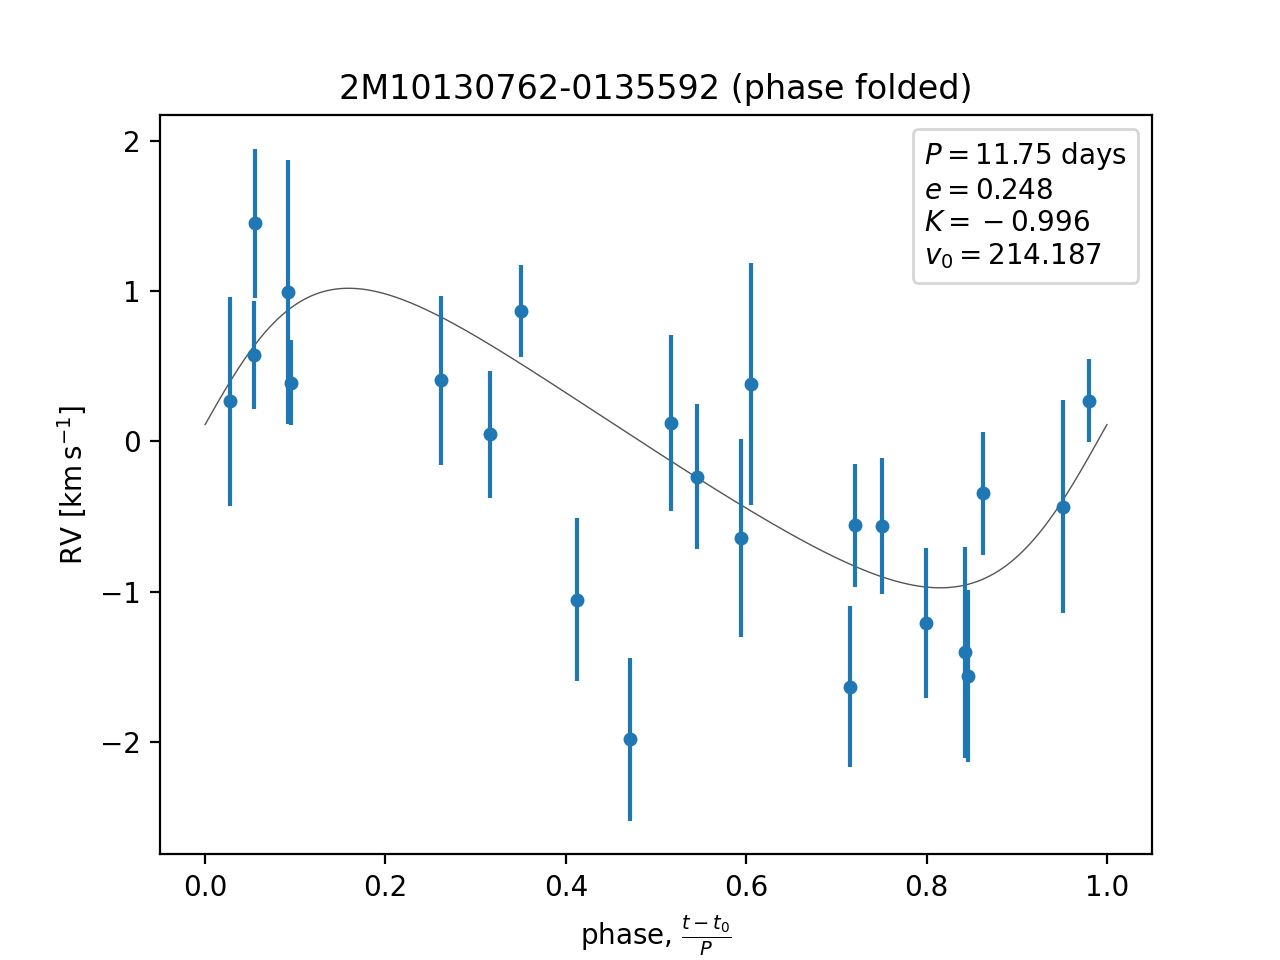 2M10130762-0135592 (phase folded)
P = 11.75 days
e = 0.248
K = −0.996
v₀ = 214.187
RV [km s⁻¹]
2
1
0
−1
−2
0.0 0.2 0.4 0.6 0.8 1.0
phase, (t − t₀)/P